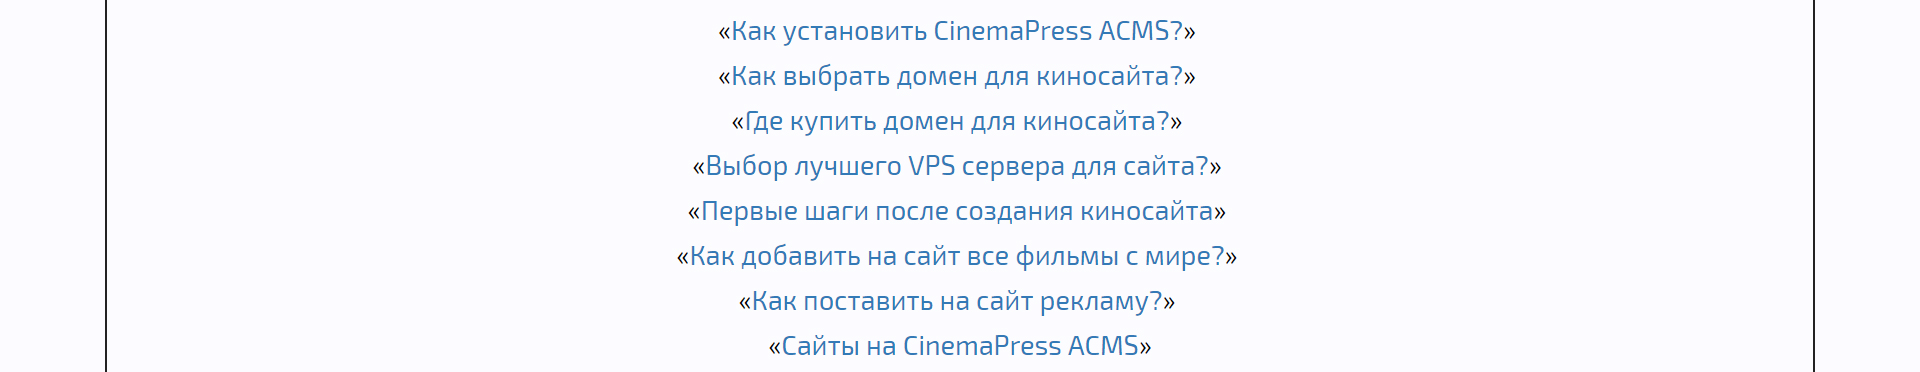 «Как установить CinemaPress ACMS?»
«Как выбрать домен для киносайта?»
«Где купить домен для киносайта?»
«Выбор лучшего VPS сервера для сайта?»
«Первые шаги после создания киносайта»
«Как добавить на сайт все фильмы с мире?»
«Как поставить на сайт рекламу?»
«Сайты на CinemaPress ACMS»